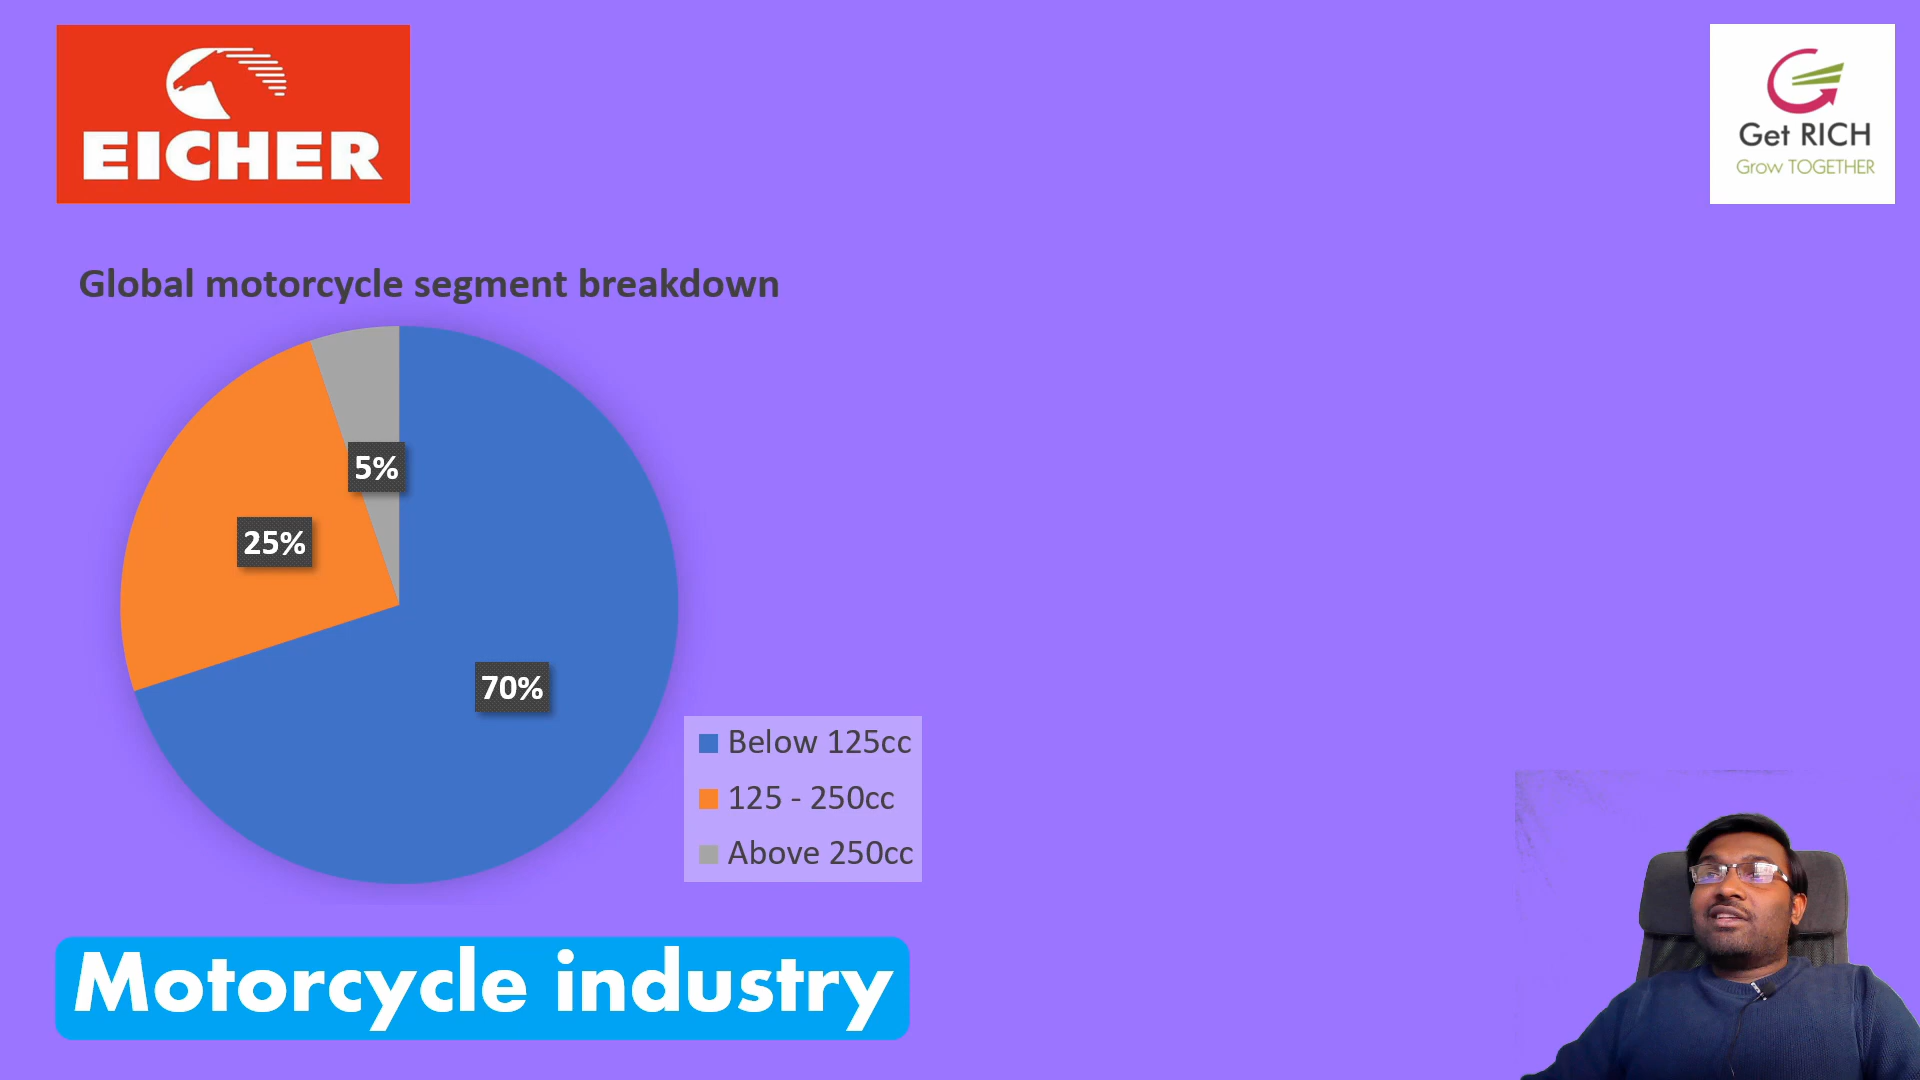 EICHER
Get RICH
Grow TOGETHER
Global motorcycle segment breakdown
5%
25%
70%
Below 125cc
125 - 250cc
Above 250cc
Motorcycle industry